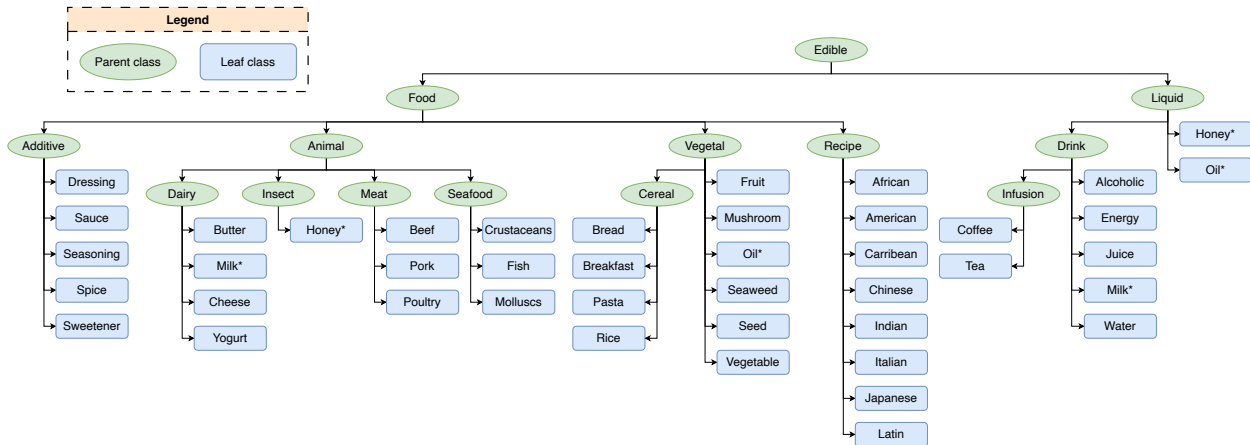 Legend
Parent class
Leaf class
Edible
Food
Liquid
Additive
Animal
Vegetal
Recipe
Drink
Honey*
Oil*
Dressing
Sauce
Seasoning
Spice
Sweetener
Dairy
Insect
Meat
Seafood
Butter
Milk*
Cheese
Yogurt
Honey*
Beef
Pork
Poultry
Crustaceans
Fish
Molluscs
Cereal
Bread
Breakfast
Pasta
Rice
Fruit
Mushroom
Oil*
Seaweed
Seed
Vegetable
African
American
Carribean
Chinese
Indian
Italian
Japanese
Latin
Infusion
Coffee
Tea
Alcoholic
Energy
Juice
Milk*
Water